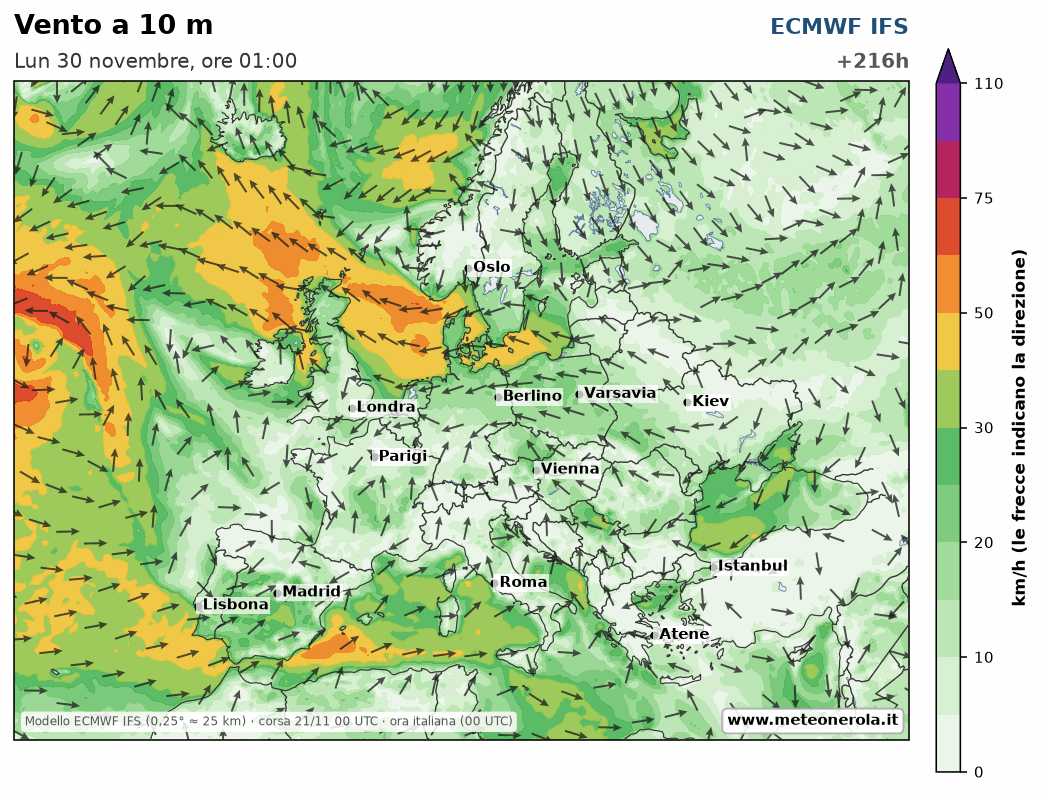 Vento a 10 m
ECMWF IFS
Lun 30 novembre, ore 01:00
+216h
110
75
50
30
20
10
0
km/h (le frecce indicano la direzione)
Oslo
Berlino
Varsavia
Kiev
Londra
Parigi
Vienna
Istanbul
Roma
Madrid
Lisbona
Atene
Modello ECMWF IFS (0,25° ≈ 25 km) · corsa 21/11 00 UTC · ora italiana (00 UTC)
www.meteonerola.it